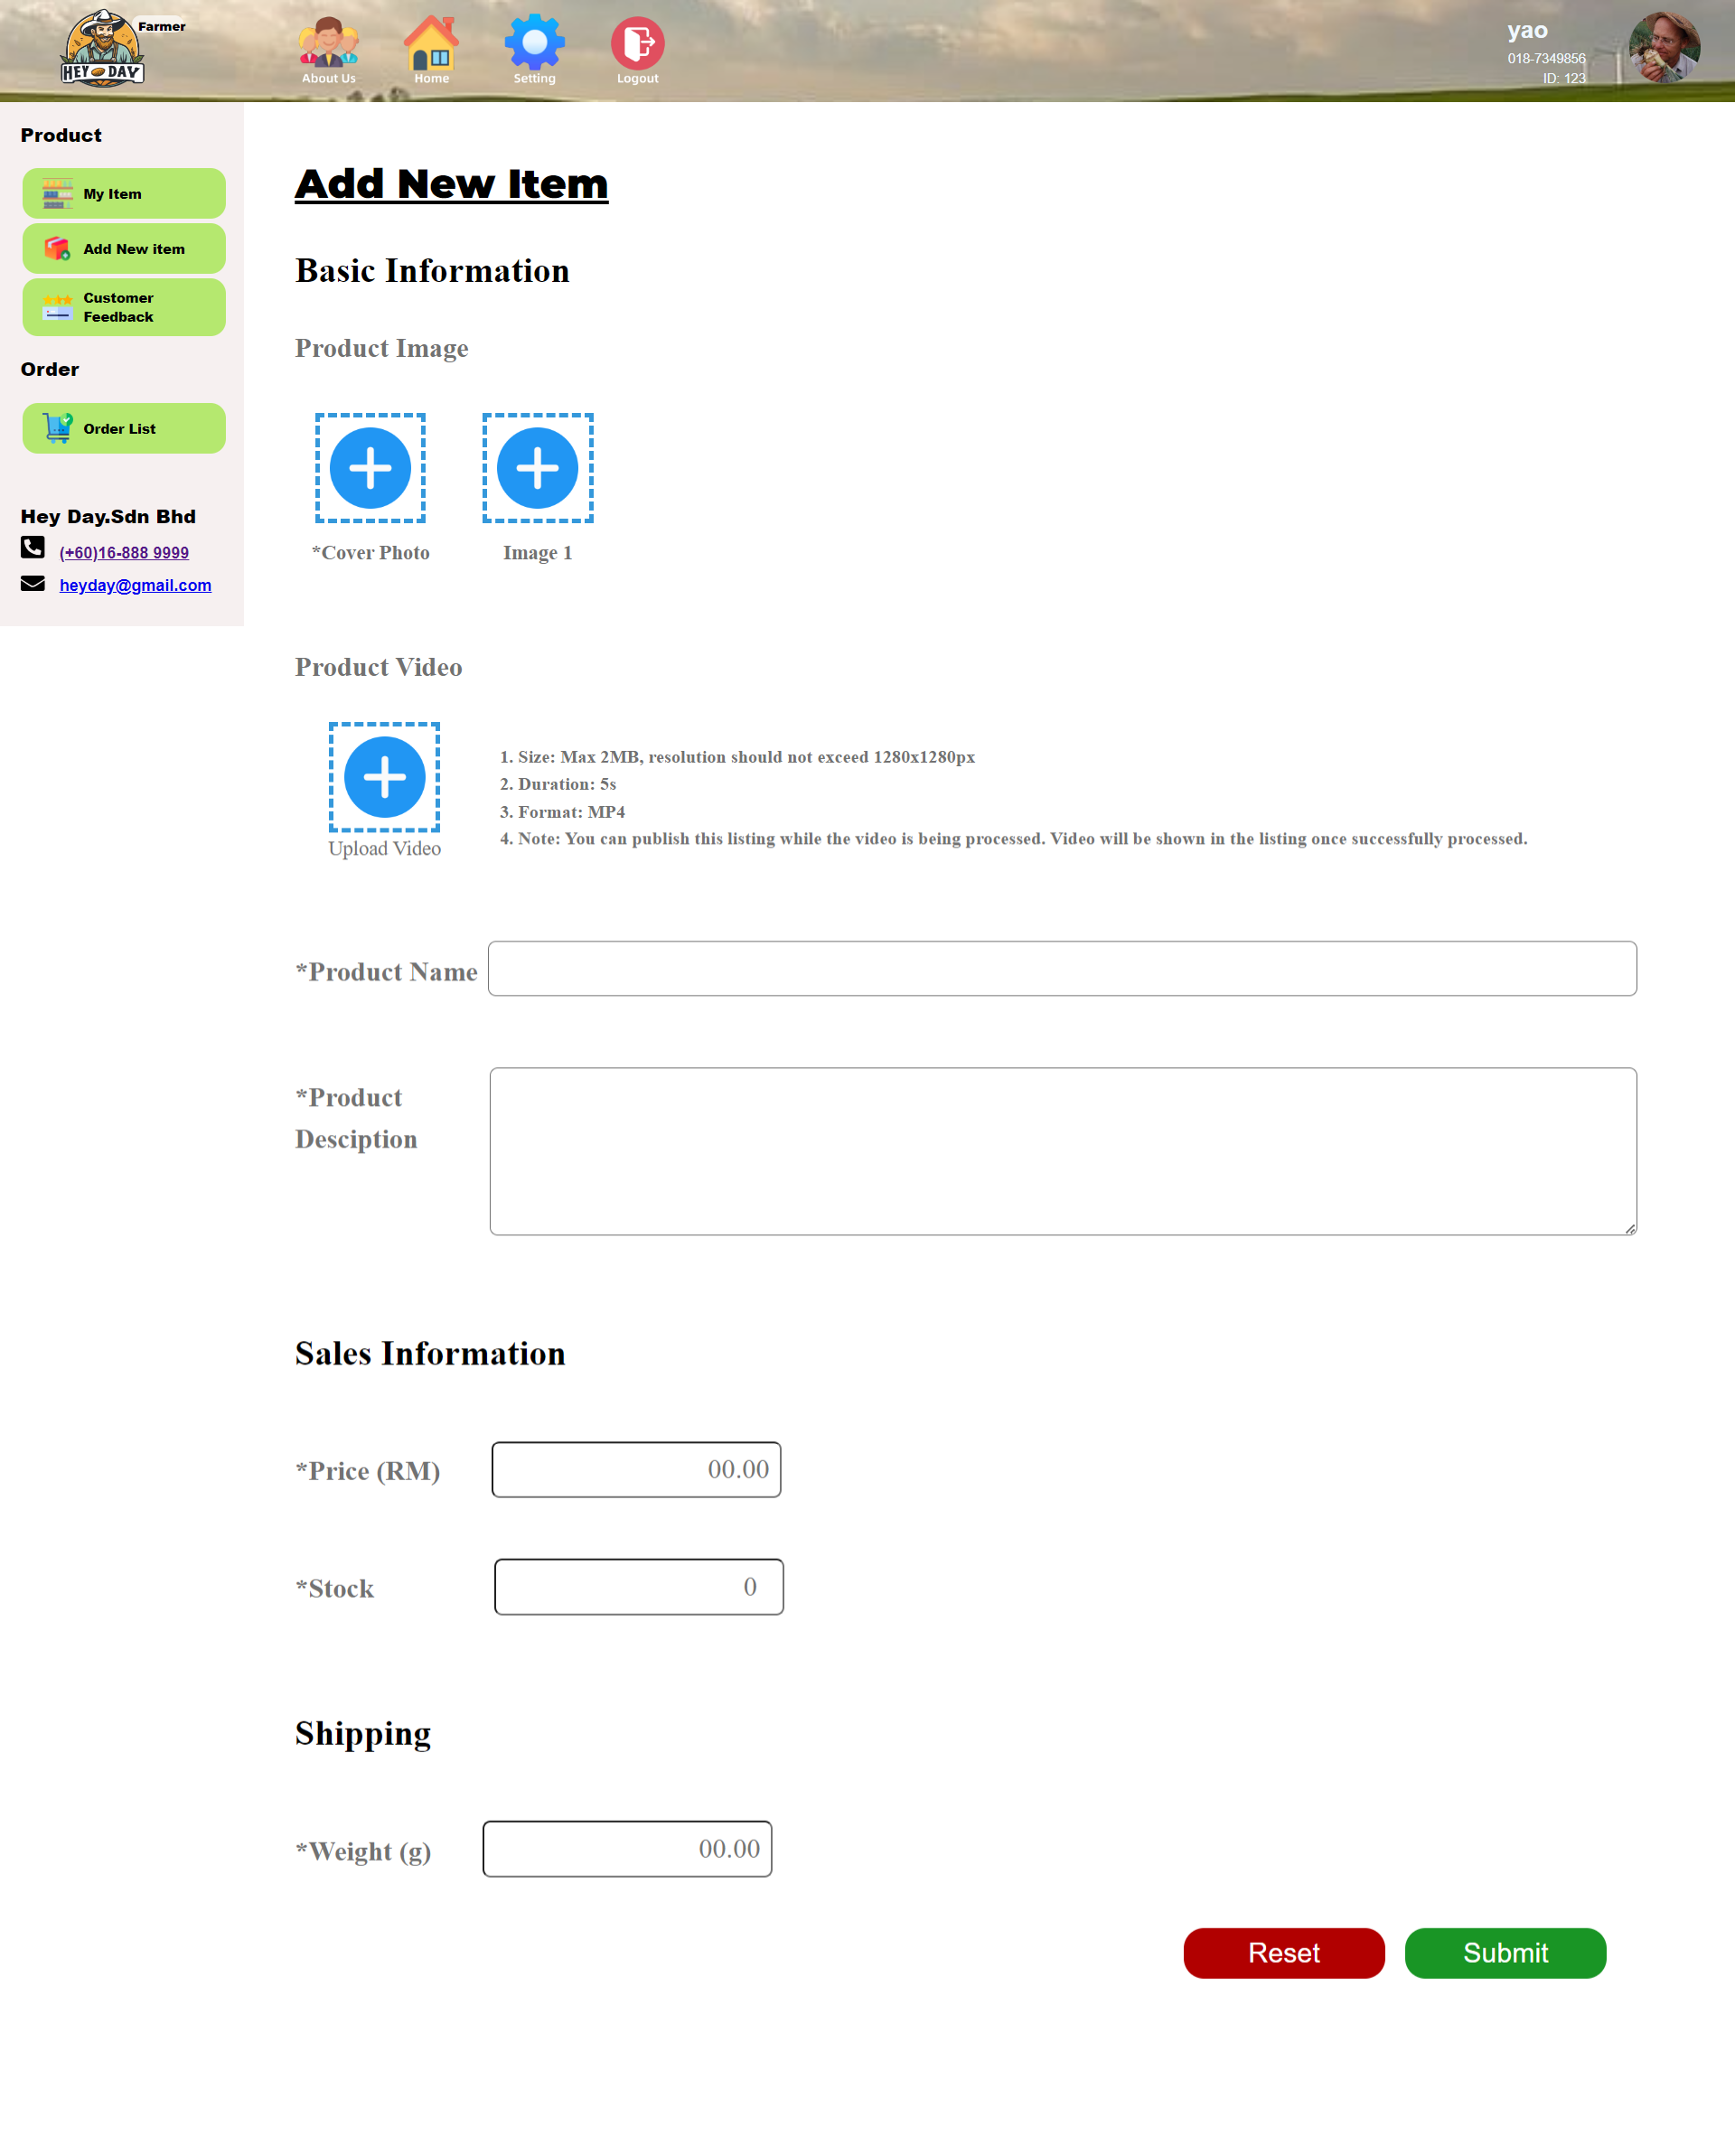 Farmer
HEY DAY
About Us
Home
Setting
Logout
yao
018-7349856
ID: 123
Product
My Item
Add New item
Customer
Feedback
Order
Order List
Hey Day.Sdn Bhd
(+60)16-888 9999
heyday@gmail.com
Add New Item
Basic Information
Product Image
*Cover Photo
Image 1
Product Video
Upload Video
1. Size: Max 2MB, resolution should not exceed 1280x1280px
2. Duration: 5s
3. Format: MP4
4. Note: You can publish this listing while the video is being processed. Video will be shown in the listing once successfully processed.
*Product Name
*Product
Desciption
Sales Information
*Price (RM)
00.00
*Stock
0
Shipping
*Weight (g)
00.00
Reset
Submit